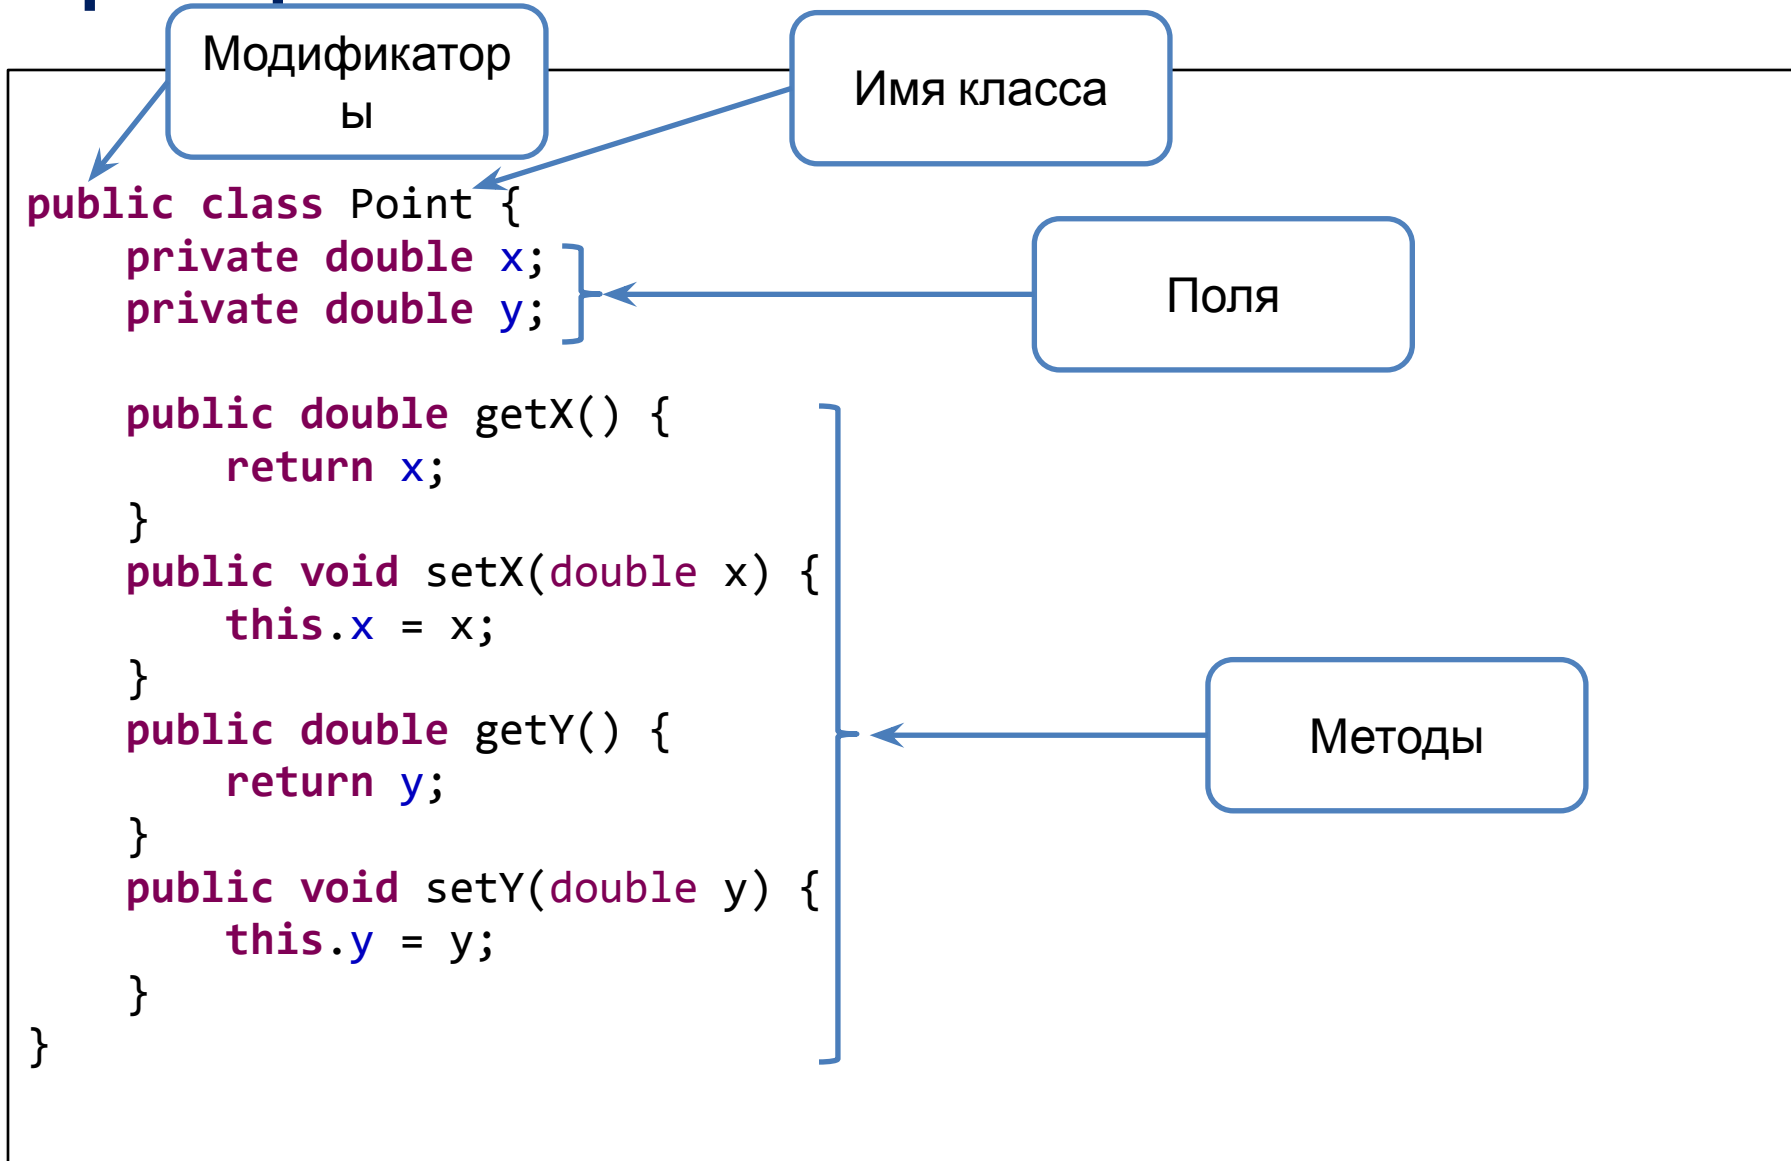 Модификатор
ы
Имя класса
public class Point {
private double x;
private double y;
Поля
public double getX() {
return x;
}
public void setX(double x) {
this.x = x;
}
public double getY() {
return y;
}
Методы
public void setY(double y) {
this.y = y;
}
}